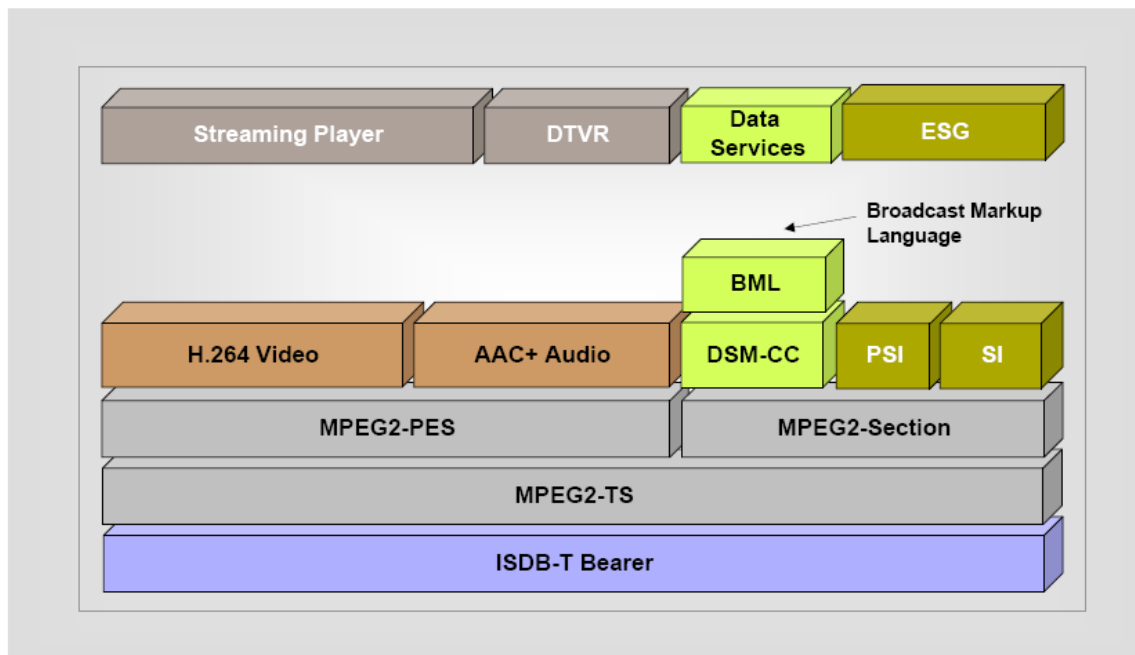 Streaming Player
DTVR
Data
Services
ESG
Broadcast Markup
Language
BML
H.264 Video
AAC+ Audio
DSM-CC
PSI
SI
MPEG2-PES
MPEG2-Section
MPEG2-TS
ISDB-T Bearer